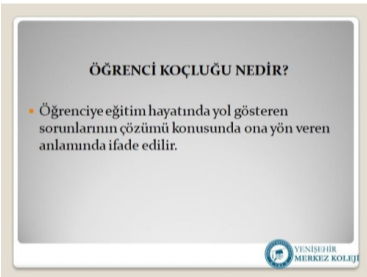 ÖĞRENCİ KOÇLUĞU NEDİR?
Öğrenciye eğitim hayatında yol gösteren
sorunlarının çözümü konusunda ona yön veren
anlamında ifade edilir.
YENİŞEHİR
MERKEZ KOLEJİ